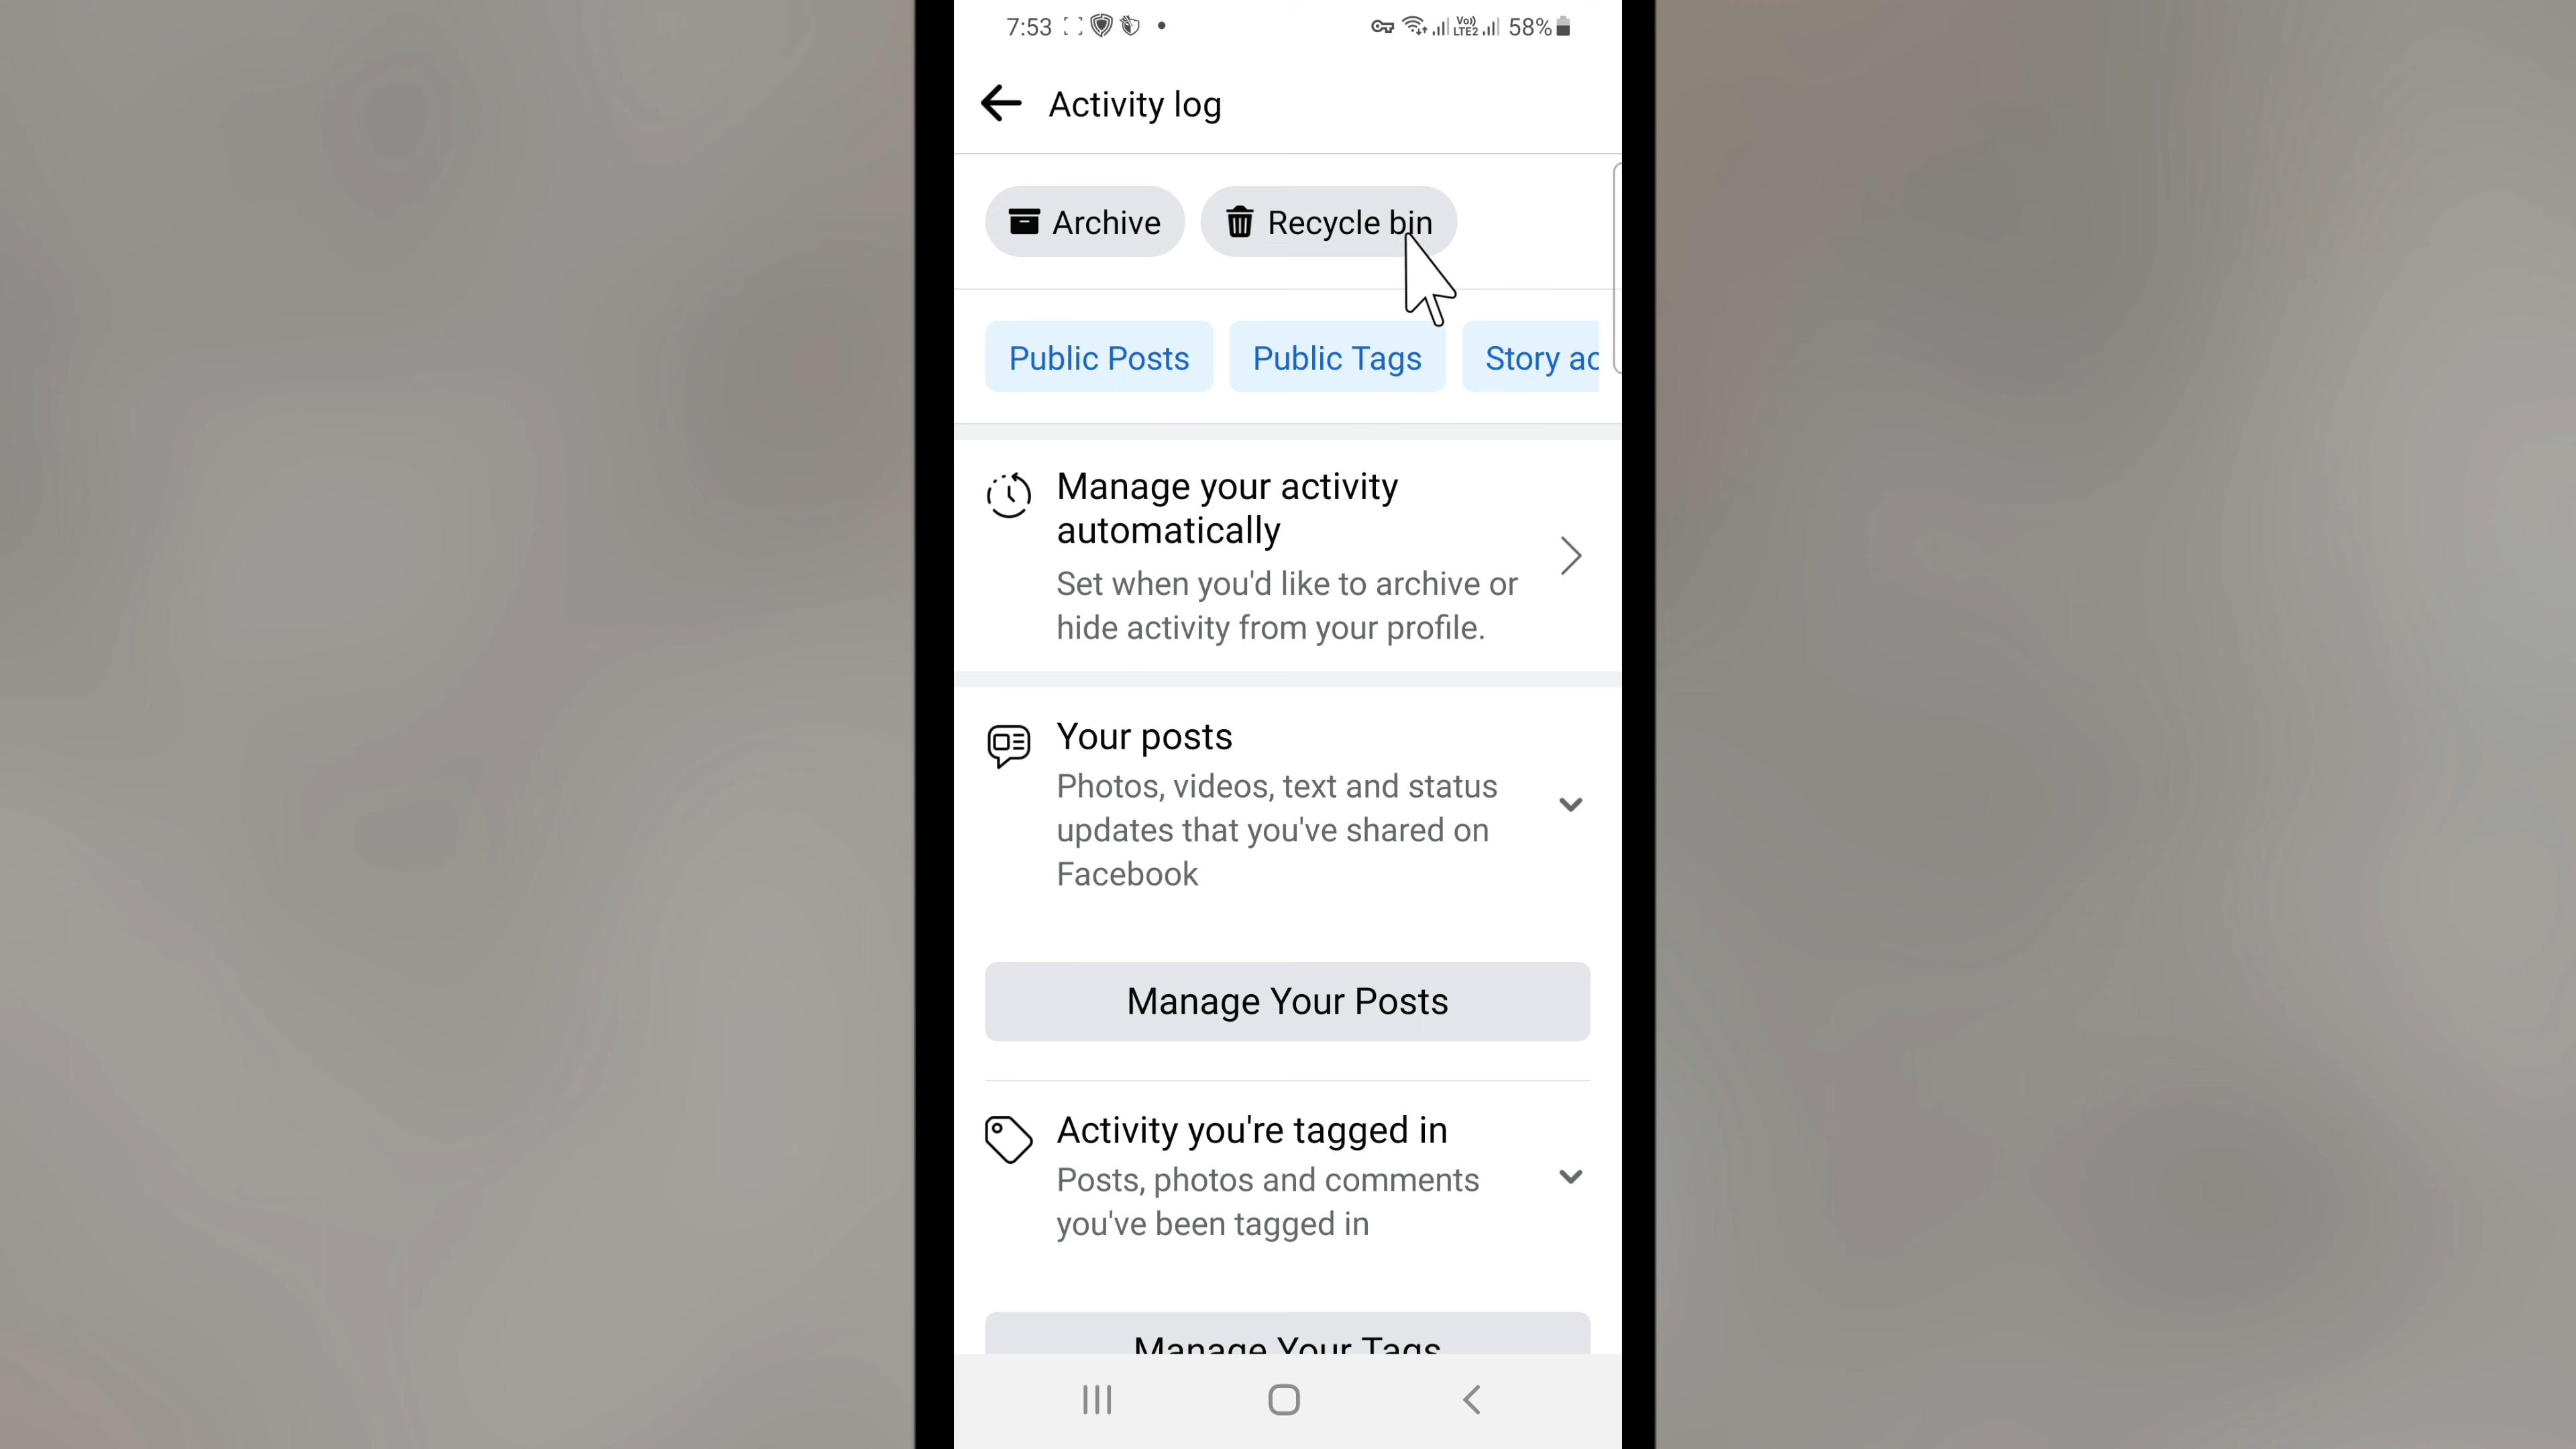 7:53 Vo)) LTE2 58%
Activity log
Archive Recycle bin
Public Posts Public Tags Story ac
Manage your activity
automatically
Set when you'd like to archive or
hide activity from your profile.
Your posts
Photos, videos, text and status
updates that you've shared on
Facebook
Manage Your Posts
Activity you're tagged in
Posts, photos and comments
you've been tagged in
Manage Your Tags